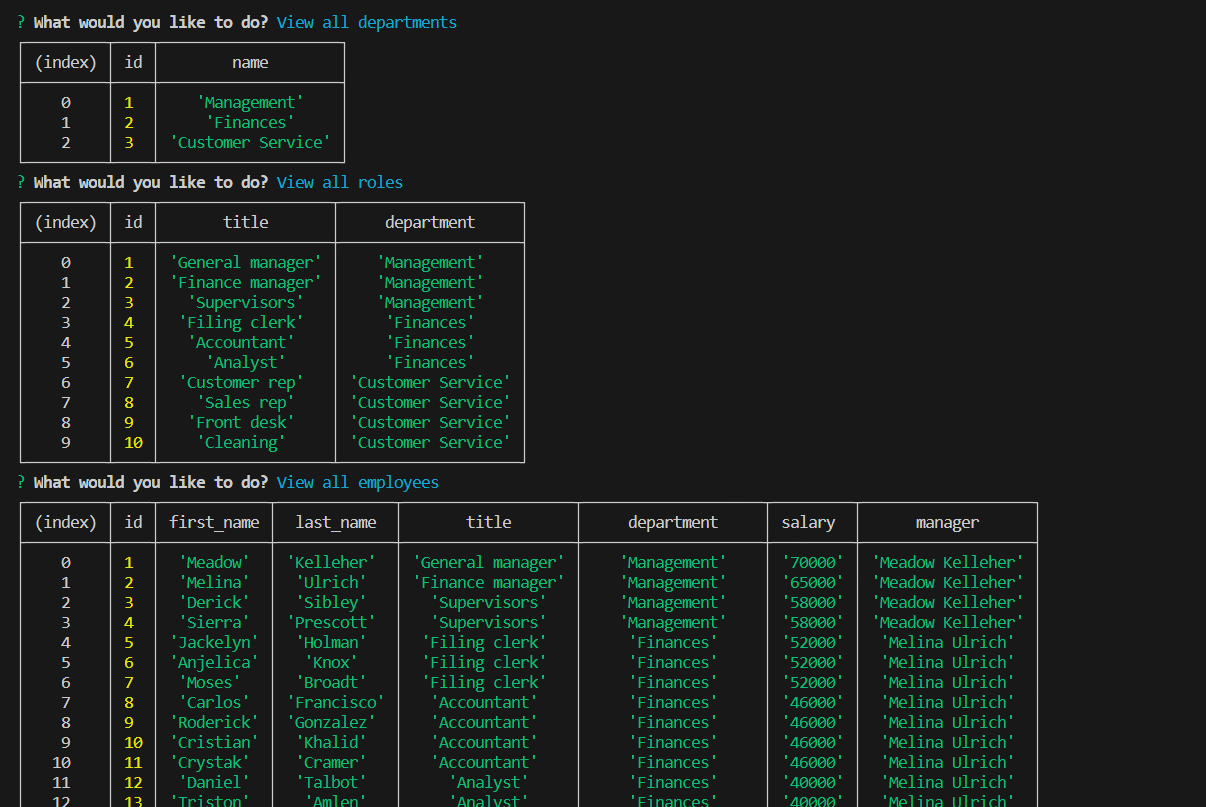 ? What would you like to do? View all departments
(index) id name
0 1 'Management'
1 2 'Finances'
2 3 'Customer Service'
? What would you like to do? View all roles
(index) id title department
0 1 'General manager' 'Management'
1 2 'Finance manager' 'Management'
2 3 'Supervisors' 'Management'
3 4 'Filing clerk' 'Finances'
4 5 'Accountant' 'Finances'
5 6 'Analyst' 'Finances'
6 7 'Customer rep' 'Customer Service'
7 8 'Sales rep' 'Customer Service'
8 9 'Front desk' 'Customer Service'
9 10 'Cleaning' 'Customer Service'
? What would you like to do? View all employees
(index) id first_name last_name title department salary manager
0 1 'Meadow' 'Kelleher' 'General manager' 'Management' '70000' 'Meadow Kelleher'
1 2 'Melina' 'Ulrich' 'Finance manager' 'Management' '65000' 'Meadow Kelleher'
2 3 'Derick' 'Sibley' 'Supervisors' 'Management' '58000' 'Meadow Kelleher'
3 4 'Sierra' 'Prescott' 'Supervisors' 'Management' '58000' 'Meadow Kelleher'
4 5 'Jackelyn' 'Holman' 'Filing clerk' 'Finances' '52000' 'Melina Ulrich'
5 6 'Anjelica' 'Knox' 'Filing clerk' 'Finances' '52000' 'Melina Ulrich'
6 7 'Moses' 'Broadt' 'Filing clerk' 'Finances' '52000' 'Melina Ulrich'
7 8 'Carlos' 'Francisco' 'Accountant' 'Finances' '46000' 'Melina Ulrich'
8 9 'Roderick' 'Gonzalez' 'Accountant' 'Finances' '46000' 'Melina Ulrich'
9 10 'Cristian' 'Khalid' 'Accountant' 'Finances' '46000' 'Melina Ulrich'
10 11 'Crystak' 'Cramer' 'Accountant' 'Finances' '46000' 'Melina Ulrich'
11 12 'Daniel' 'Talbot' 'Analyst' 'Finances' '40000' 'Melina Ulrich'
12 13 'Triston' 'Amlen' 'Analyst' 'Finances' '40000' 'Melina Ulrich'